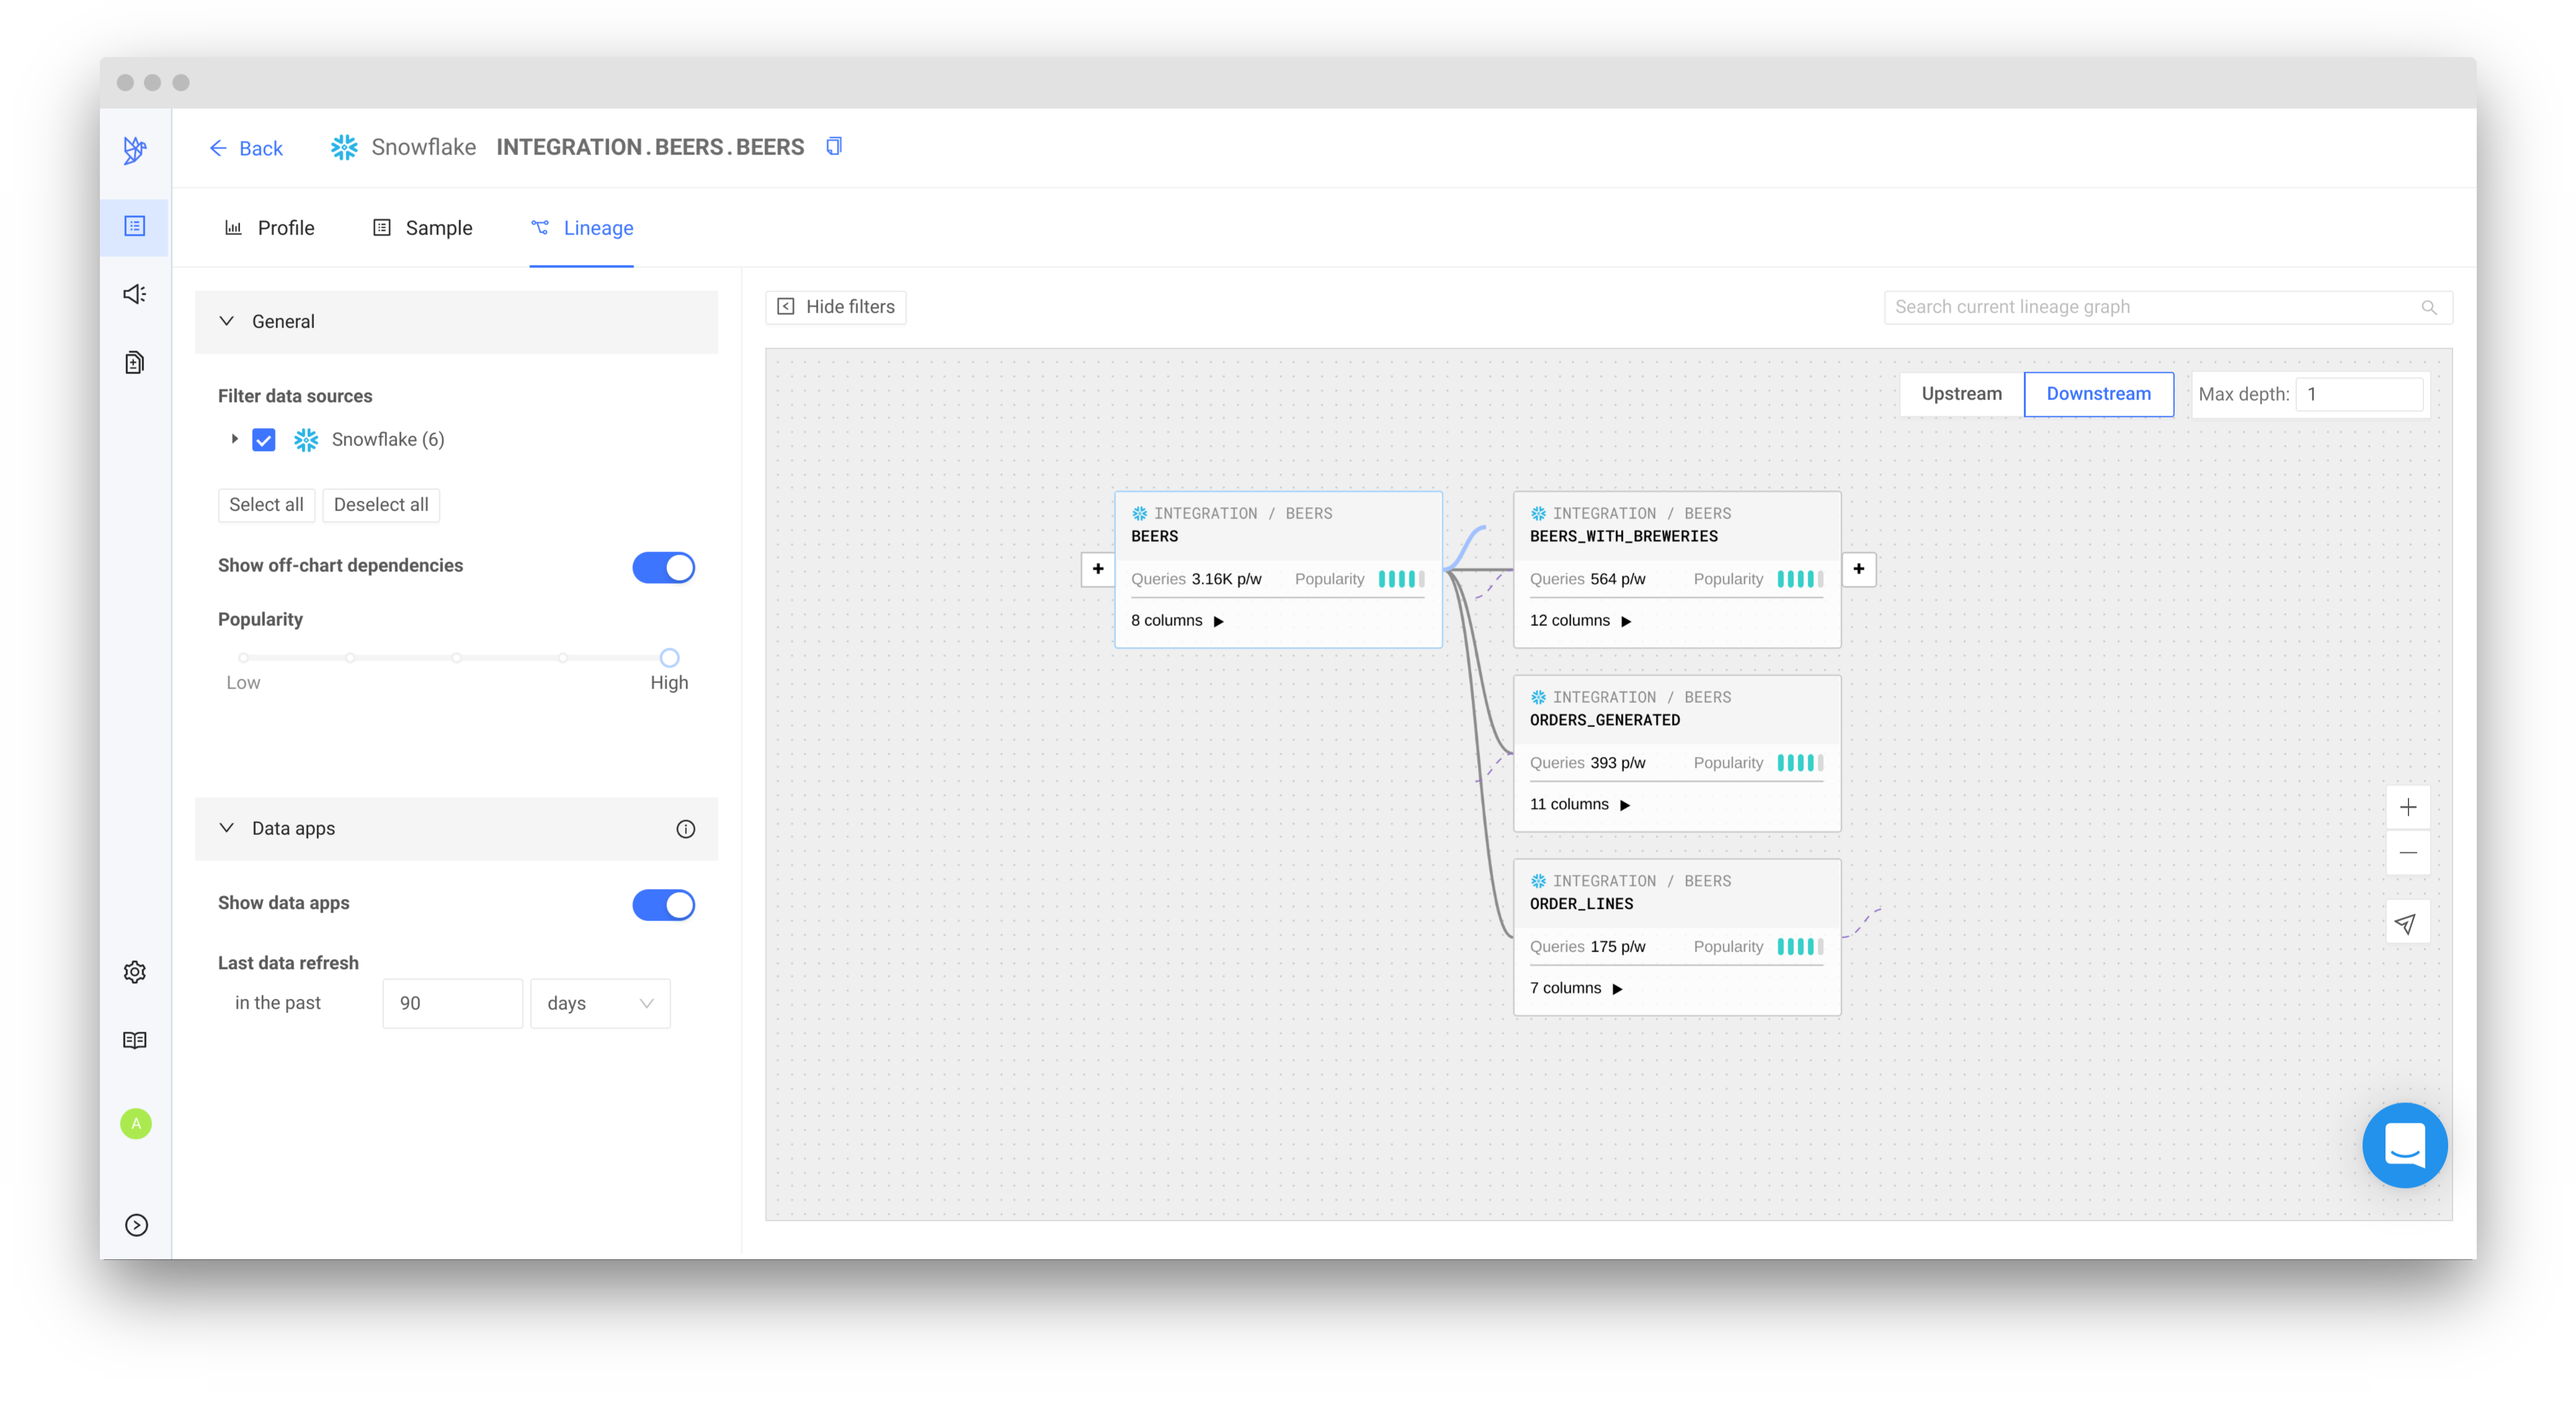 Back Snowflake INTEGRATION.BEERS.BEERS
Profile Sample Lineage
General
Filter data sources
Snowflake (6)
Select all Deselect all
Show off-chart dependencies
Popularity
Low High
Data apps
Show data apps
Last data refresh
in the past 90 days
A
Hide filters Search current lineage graph
Upstream Downstream Max depth: 1
INTEGRATION / BEERS
BEERS
Queries 3.16K p/w Popularity
8 columns
INTEGRATION / BEERS
BEERS_WITH_BREWERIES
Queries 564 p/w Popularity
12 columns
INTEGRATION / BEERS
ORDERS_GENERATED
Queries 393 p/w Popularity
11 columns
INTEGRATION / BEERS
ORDER_LINES
Queries 175 p/w Popularity
7 columns